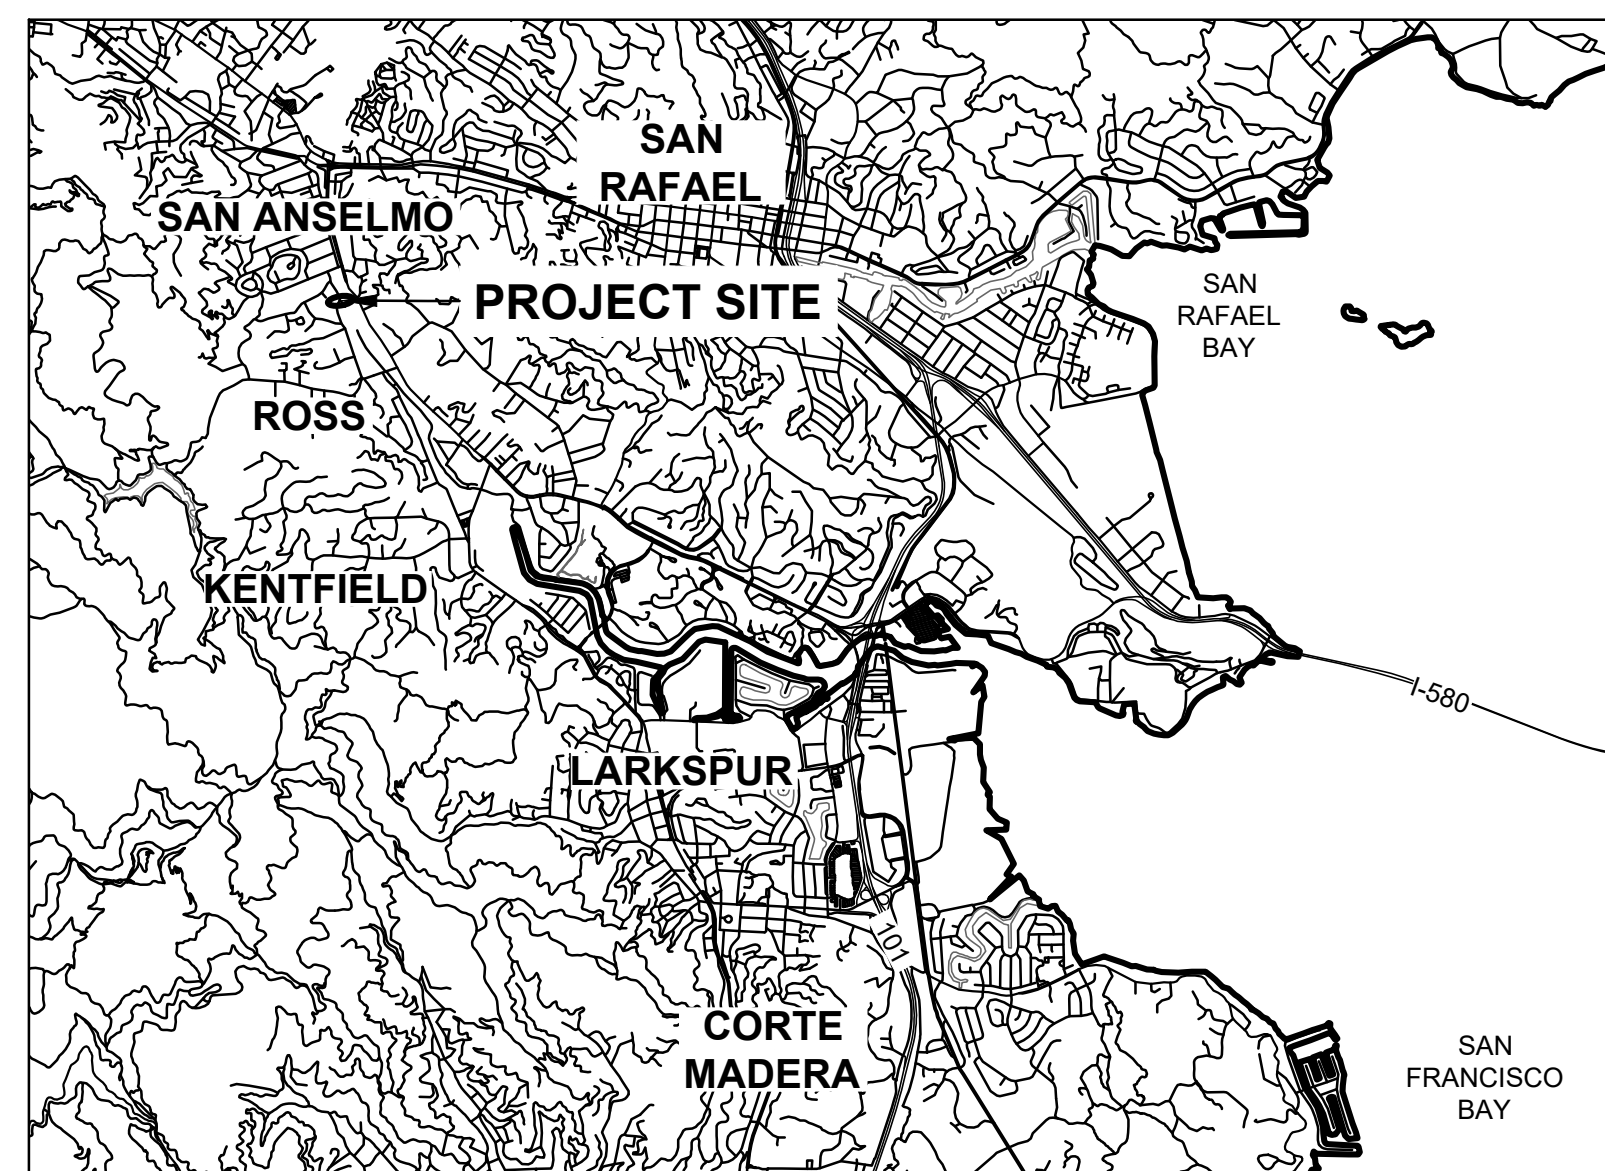 SAN
RAFAEL
SAN ANSELMO
PROJECT SITE
SAN
RAFAEL
BAY
ROSS
KENTFIELD
I-580
LARKSPUR
101
CORTE
MADERA
SAN
FRANCISCO
BAY